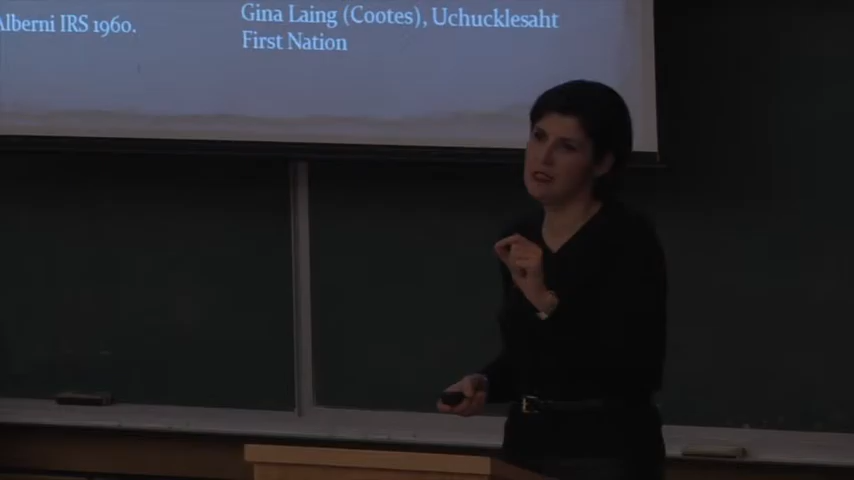 Alberni IRS 1960.
Gina Laing (Cootes), Uchucklesaht
First Nation